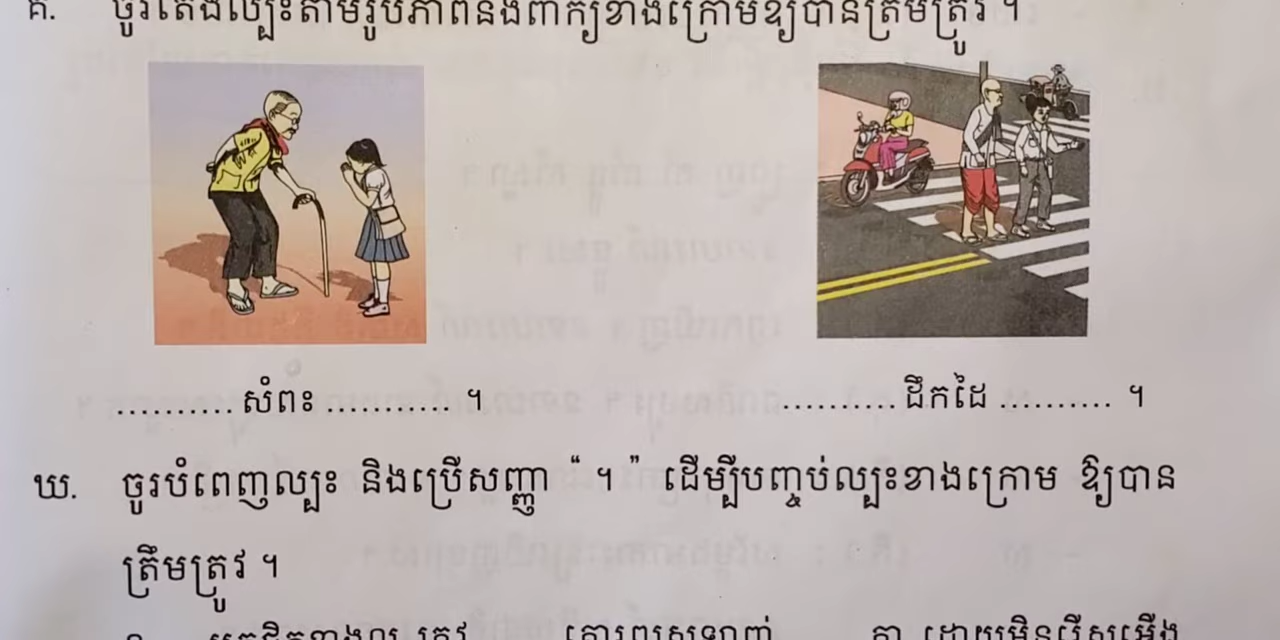 គ. ចូរតែងល្បះតាមរូបភាពនិងពាក្យខាងក្រោមឱ្យបានត្រឹមត្រូវ ។
.......... សំពះ ........... ។
.......... ដឹកដៃ .......... ។
ឃ. ចូរបំពេញល្បះ និងប្រើសញ្ញា "។" ដើម្បីបញ្ចប់ល្បះខាងក្រោម ឱ្យបាន
ត្រឹមត្រូវ ។